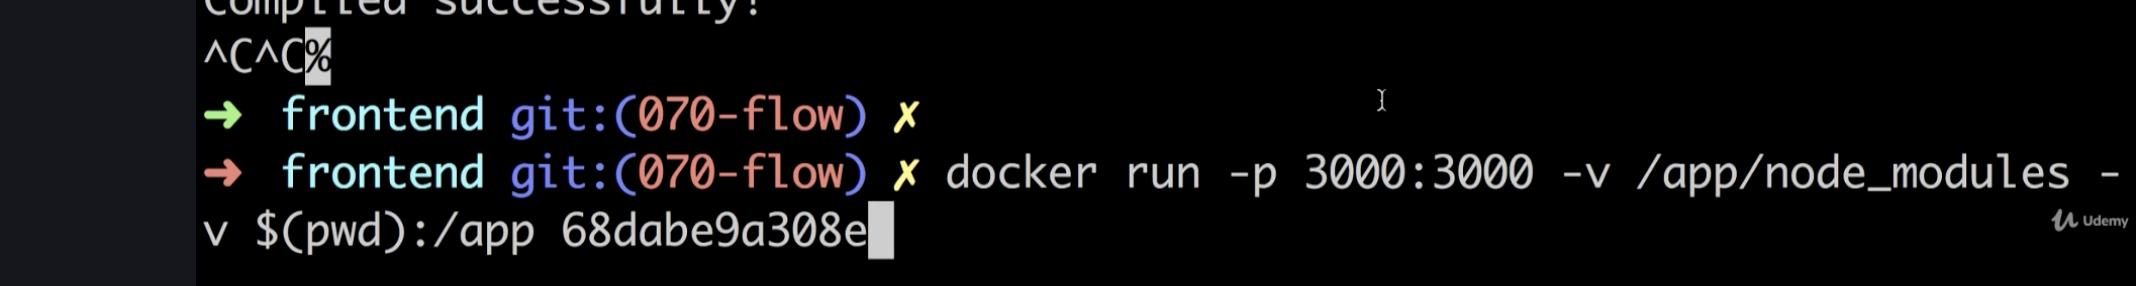 Compiled successfully!
^C^C%
➜ frontend git:(070-flow) ✗
➜ frontend git:(070-flow) ✗ docker run -p 3000:3000 -v /app/node_modules -
v $(pwd):/app 68dabe9a308e
Udemy